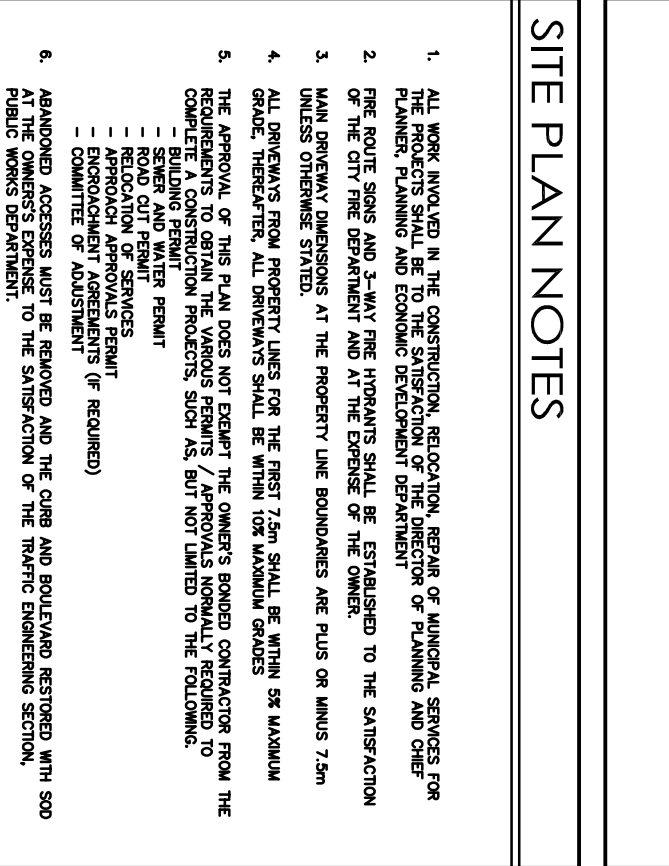 SITE PLAN NOTES
1. ALL WORK INVOLVED IN THE CONSTRUCTION, RELOCATION, REPAIR OF MUNICIPAL SERVICES FOR
THE PROJECTS SHALL BE TO THE SATISFACTION OF THE DIRECTOR OF PLANNING AND CHIEF
PLANNER, PLANNING AND ECONOMIC DEVELOPMENT DEPARTMENT
2. FIRE ROUTE SIGNS AND 3-WAY FIRE HYDRANTS SHALL BE ESTABLISHED TO THE SATISFACTION
OF THE CITY FIRE DEPARTMENT AND AT THE EXPENSE OF THE OWNER.
3. MAIN DRIVEWAY DIMENSIONS AT THE PROPERTY LINE BOUNDARIES ARE PLUS OR MINUS 7.5m
UNLESS OTHERWISE STATED.
4. ALL DRIVEWAYS FROM PROPERTY LINES FOR THE FIRST 7.5m SHALL BE WITHIN 5% MAXIMUM
GRADE, THEREAFTER, ALL DRIVEWAYS SHALL BE WITHIN 10% MAXIMUM GRADES
5. THE APPROVAL OF THIS PLAN DOES NOT EXEMPT THE OWNER'S BONDED CONTRACTOR FROM THE
REQUIREMENTS TO OBTAIN THE VARIOUS PERMITS / APPROVALS NORMALLY REQUIRED TO
COMPLETE A CONSTRUCTION PROJECTS, SUCH AS, BUT NOT LIMITED TO THE FOLLOWING.
- BUILDING PERMIT
- SEWER AND WATER PERMIT
- ROAD CUT PERMIT
- RELOCATION OF SERVICES
- APPROACH APPROVALS PERMIT
- ENCROACHMENT AGREEMENTS (IF REQUIRED)
- COMMITTEE OF ADJUSTMENT
6. ABANDONED ACCESSES MUST BE REMOVED AND THE CURB AND BOULEVARD RESTORED WITH SOD
AT THE OWNERS'S EXPENSE TO THE SATISFACTION OF THE TRAFFIC ENGINEERING SECTION,
PUBLIC WORKS DEPARTMENT.